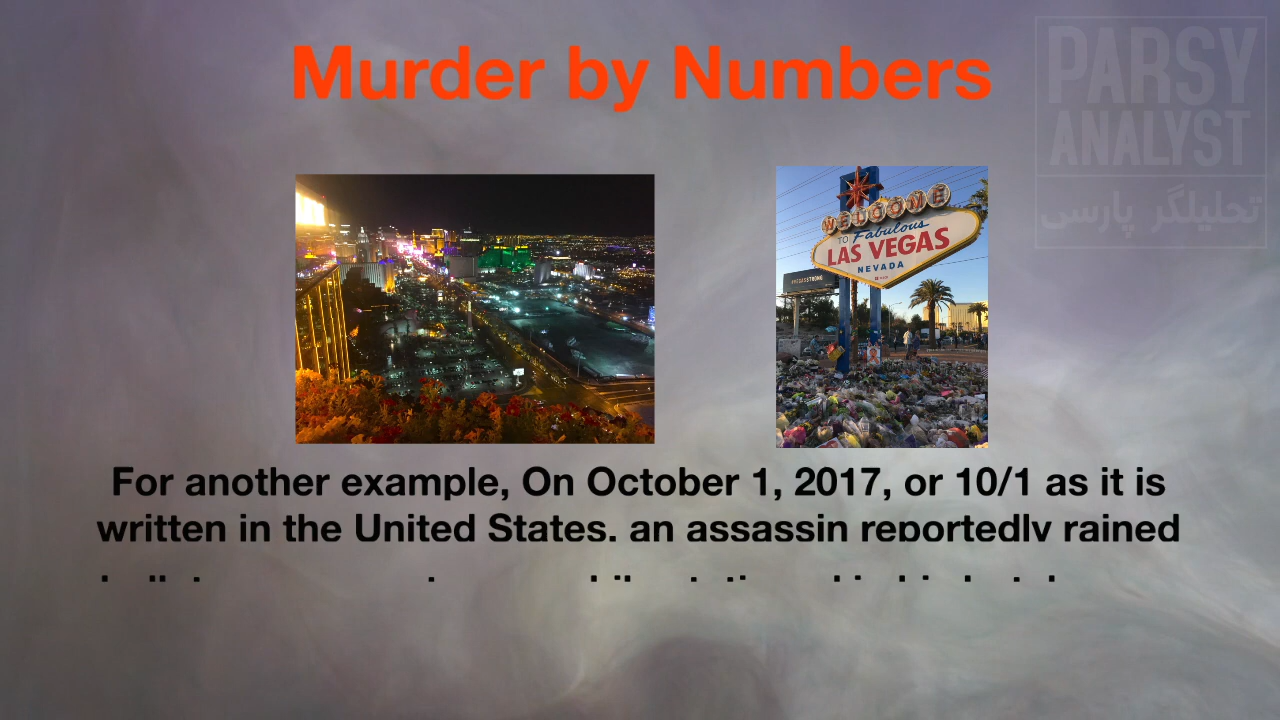 Murder by Numbers
PARSY
ANALYST
تحلیلگر پارسی
WELCOME
TO Fabulous
LAS VEGAS
NEVADA
#VEGASSTRONG
For another example, On October 1, 2017, or 10/1 as it is
written in the United States, an assassin reportedly rained